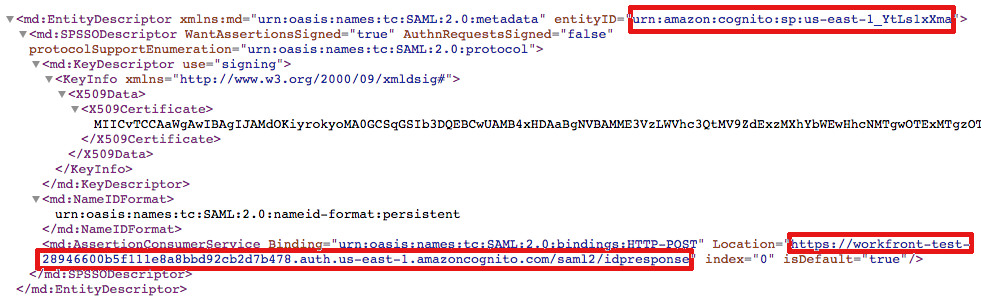 <md:EntityDescriptor xmlns:md="urn:oasis:names:tc:SAML:2.0:metadata" entityID="urn:amazon:cognito:sp:us-east-1_YtLs1xXma">
<md:SPSSODescriptor WantAssertionsSigned="true" AuthnRequestsSigned="false"
protocolSupportEnumeration="urn:oasis:names:tc:SAML:2.0:protocol">
<md:KeyDescriptor use="signing">
<KeyInfo xmlns="http://www.w3.org/2000/09/xmldsig#">
<X509Data>
<X509Certificate>
MIICvTCCAaWgAwIBAgIJAMdOKiyrokyoMA0GCSqGSIb3DQEBCwUAMB4xHDAaBgNVBAMME3VzLWVhc3QtMV9ZdExzMXhYbWEwHhcNMTgwOTExMTgzOT
</X509Certificate>
</X509Data>
</KeyInfo>
</md:KeyDescriptor>
<md:NameIDFormat>
urn:oasis:names:tc:SAML:2.0:nameid-format:persistent
</md:NameIDFormat>
<md:AssertionConsumerService Binding="urn:oasis:names:tc:SAML:2.0:bindings:HTTP-POST" Location="https://workfront-test-
28946600b5f111e8a8bbd92cb2d7b478.auth.us-east-1.amazoncognito.com/saml2/idpresponse" index="0" isDefault="true"/>
</md:SPSSODescriptor>
</md:EntityDescriptor>